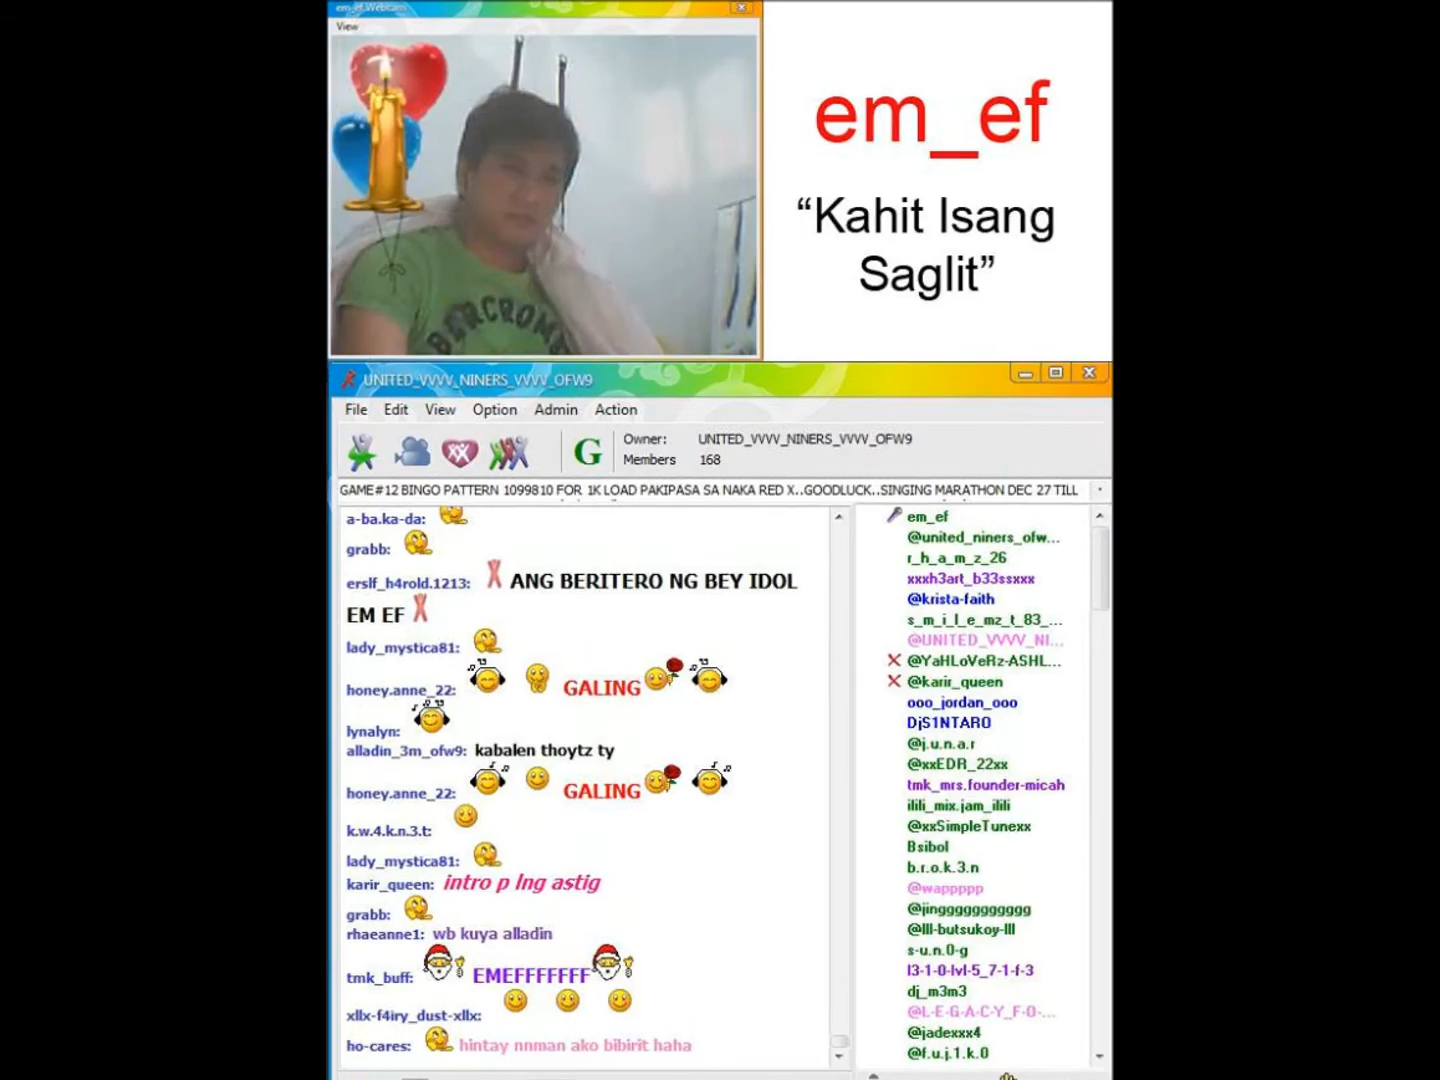 em_ef Webcam
View
em_ef
“Kahit Isang
Saglit”
UNITED_VVVV_NINERS_VVVV_OFW9
File Edit View Option Admin Action
G
Owner: UNITED_VVVV_NINERS_VVVV_OFW9
Members 168
GAME#12 BINGO PATTERN 1099810 FOR 1K LOAD PAKIPASA SA NAKA RED X..GOODLUCK..SINGING MARATHON DEC 27 TILL
a-ba.ka-da:
grabb:
erslf_h4rold.1213: ANG BERITERO NG BEY IDOL
EM EF
lady_mystica81:
honey.anne_22: GALING
lynalyn:
alladin_3m_ofw9: kabalen thoytz ty
honey.anne_22: GALING
k.w.4.k.n.3.t:
lady_mystica81:
karir_queen: intro p lng astig
grabb:
rhaeanne1: wb kuya alladin
tmk_buff: EMEFFFFFFF
xllx-f4iry_dust-xllx:
ho-cares: hintay nnman ako bibirit haha
em_ef
@united_niners_ofw...
r_h_a_m_z_26
xxxh3art_b33ssxxx
@krista-faith
s_m_i_l_e_mz_t_83_...
@UNITED_VVVV_NI...
@YaHLoVeRz-ASHL...
@karir_queen
ooo_jordan_ooo
DjS1NTARO
@j.u.n.a.r
@xxEDR_22xx
tmk_mrs.founder-micah
ilili_mix.jam_ilili
@xxSimpleTunexx
Bsibol
b.r.o.k.3.n
@wappppp
@jingggggggggggg
@lll-butsukoy-lll
s-u.n.0-g
l3-1-0-lvl-5_7-1-f-3
dj_m3m3
@L-E-G-A-C-Y_F-O-...
@jadexxx4
@f.u.j.1.k.0